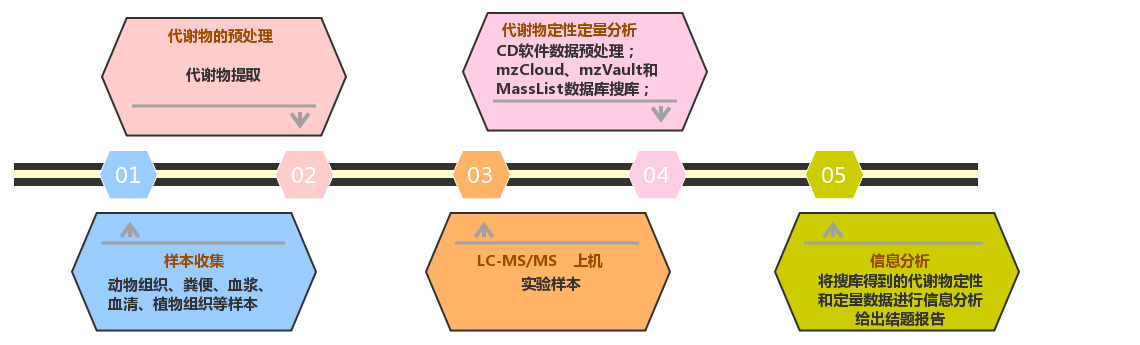 代谢物的预处理
代谢物提取
代谢物定性定量分析
CD软件数据预处理；
mzCloud、mzVault和
MassList数据库搜库；
01
02
03
04
05
样本收集
动物组织、粪便、血浆、
血清、植物组织等样本
LC-MS/MS 上机
实验样本
信息分析
将搜库得到的代谢物定性
和定量数据进行信息分析
给出结题报告